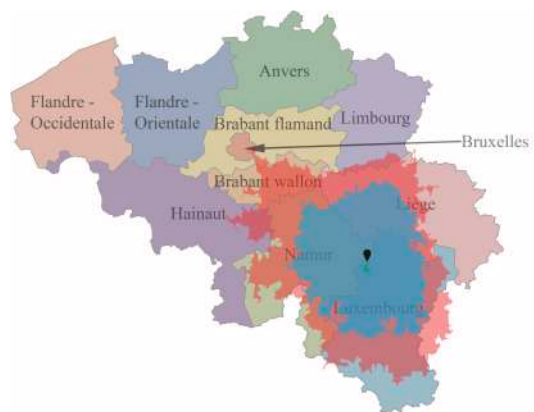 Anvers
Flandre -
Occidentale
Flandre -
Orientale
Brabant flamand
Limbourg
Bruxelles
Brabant wallon
Hainaut
Liège
Namur
Luxembourg